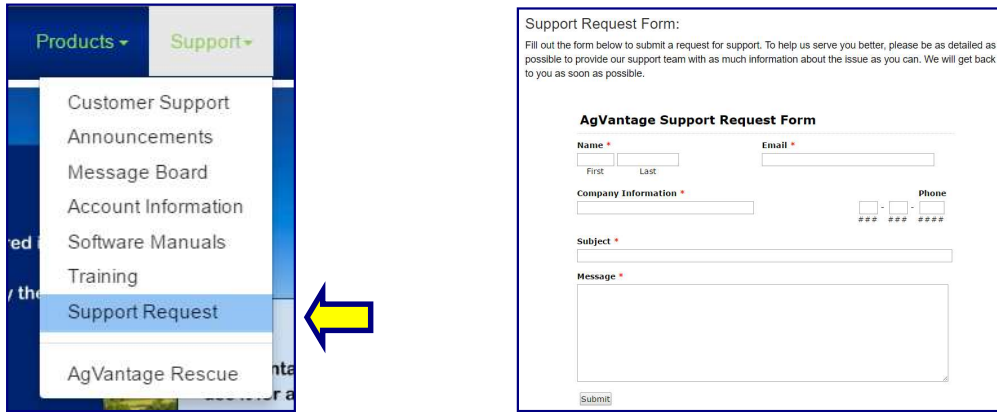 Products
Support
Customer Support
Announcements
Message Board
Account Information
Software Manuals
Training
Support Request
AgVantage Rescue
Support Request Form:
Fill out the form below to submit a request for support. To help us serve you better, please be as detailed as
possible to provide our support team with as much information about the issue as you can. We will get back
to you as soon as possible.
AgVantage Support Request Form
Name * Email *
First Last
Company Information * Phone
- -
### ### ####
Subject *
Message *
Submit